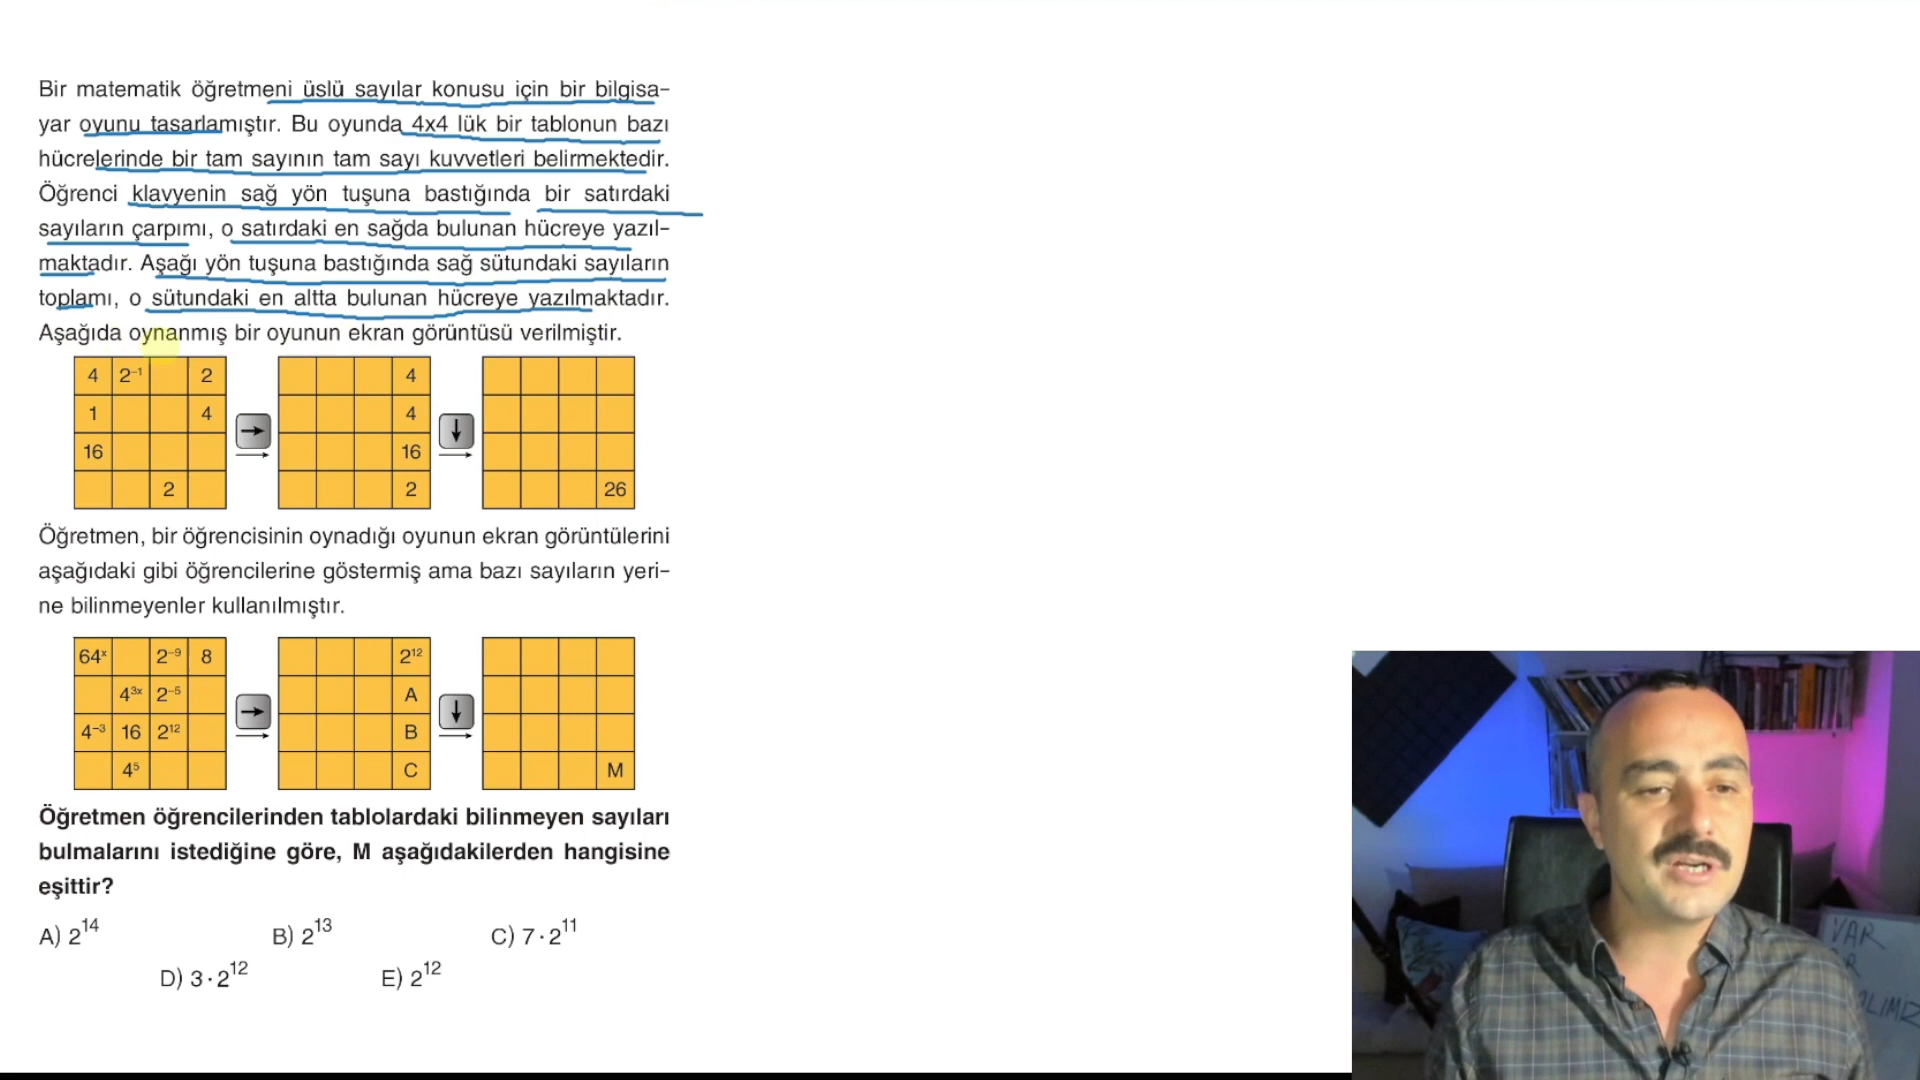 Bir matematik öğretmeni üslü sayılar konusu için bir bilgisa-
yar oyunu tasarlamıştır. Bu oyunda 4x4 lük bir tablonun bazı
hücrelerinde bir tam sayının tam sayı kuvvetleri belirmektedir.
Öğrenci klavyenin sağ yön tuşuna bastığında bir satırdaki
sayıların çarpımı, o satırdaki en sağda bulunan hücreye yazıl-
maktadır. Aşağı yön tuşuna bastığında sağ sütundaki sayıların
toplamı, o sütundaki en altta bulunan hücreye yazılmaktadır.
Aşağıda oynanmış bir oyunun ekran görüntüsü verilmiştir.
4 2⁻¹ 2 4
1 4 → 4 ↓
16 16
2 2 26
Öğretmen, bir öğrencisinin oynadığı oyunun ekran görüntülerini
aşağıdaki gibi öğrencilerine göstermiş ama bazı sayıların yeri-
ne bilinmeyenler kullanılmıştır.
64ˣ 2⁻⁹ 8 2¹²
4³ˣ 2⁻⁵ → A ↓
4⁻³ 16 2¹² B
4⁵ C M
Öğretmen öğrencilerinden tablolardaki bilinmeyen sayıları
bulmalarını istediğine göre, M aşağıdakilerden hangisine
eşittir?
A) 2¹⁴ B) 2¹³ C) 7·2¹¹
D) 3·2¹² E) 2¹²
VAR